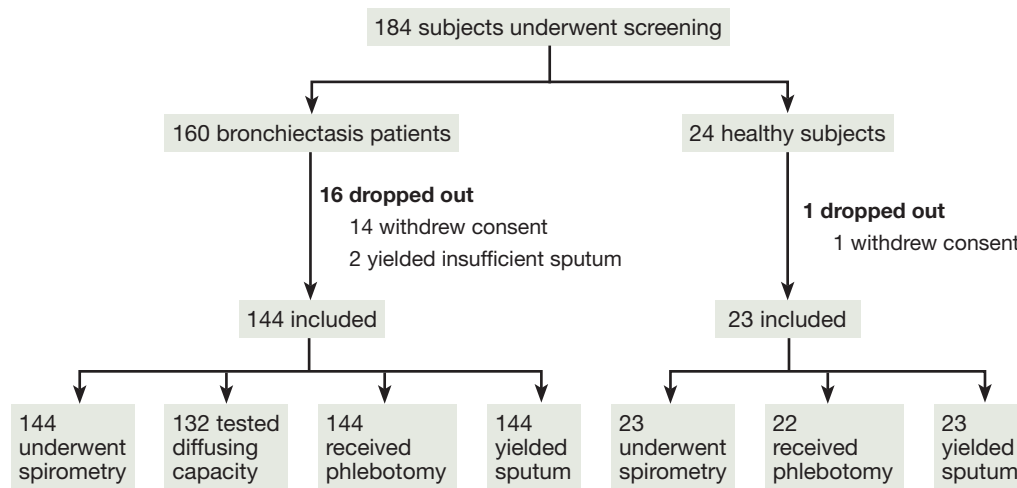 184 subjects underwent screening
160 bronchiectasis patients
24 healthy subjects
16 dropped out
14 withdrew consent
2 yielded insufficient sputum
1 dropped out
1 withdrew consent
144 included
23 included
144
underwent
spirometry
132 tested
diffusing
capacity
144
received
phlebotomy
144
yielded
sputum
23
underwent
spirometry
22
received
phlebotomy
23
yielded
sputum